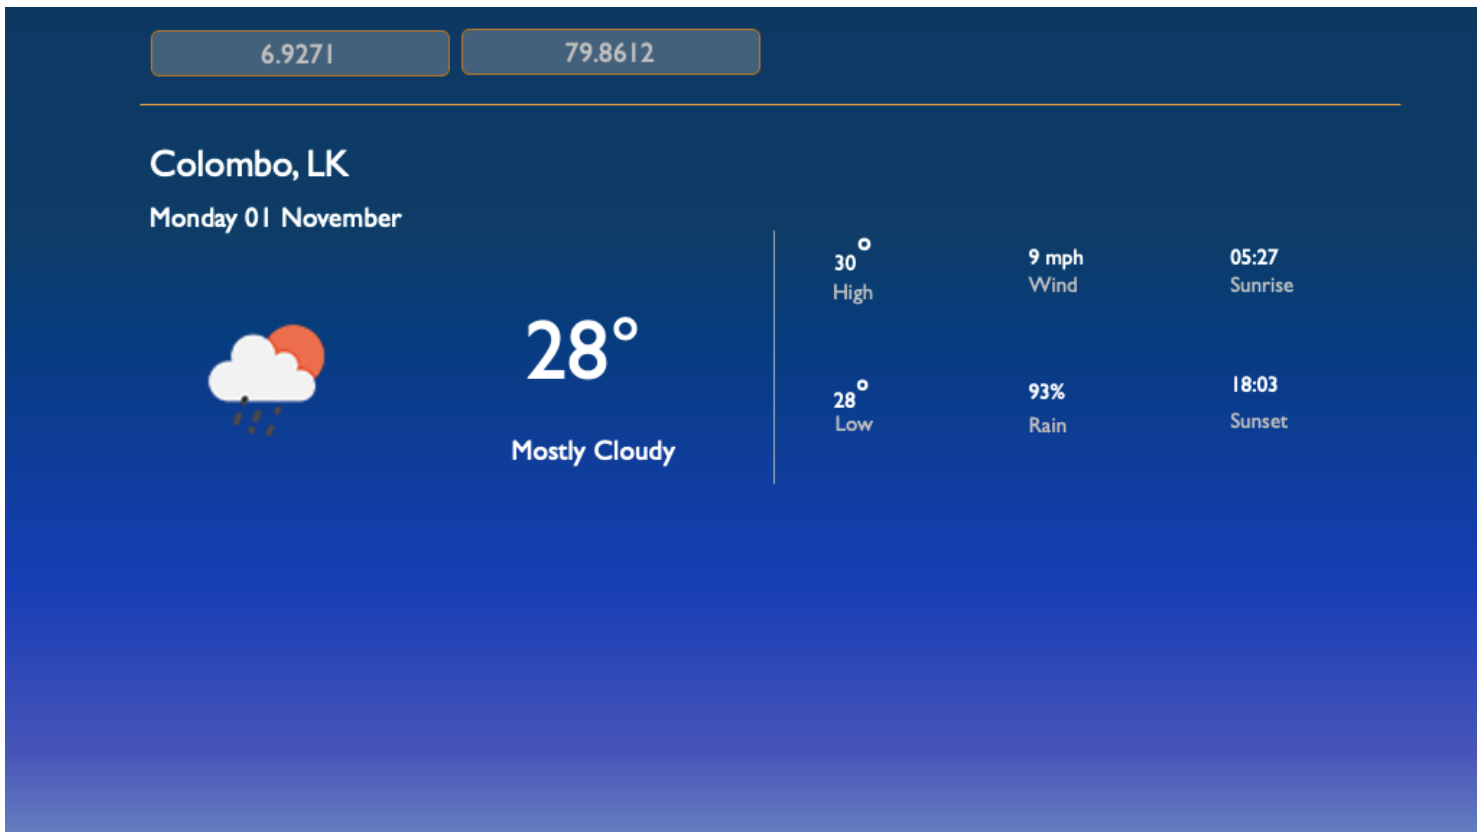 6.9271 79.8612
Colombo, LK
Monday 01 November
28°
Mostly Cloudy
30°
High
9 mph
Wind
05:27
Sunrise
28°
Low
93%
Rain
18:03
Sunset